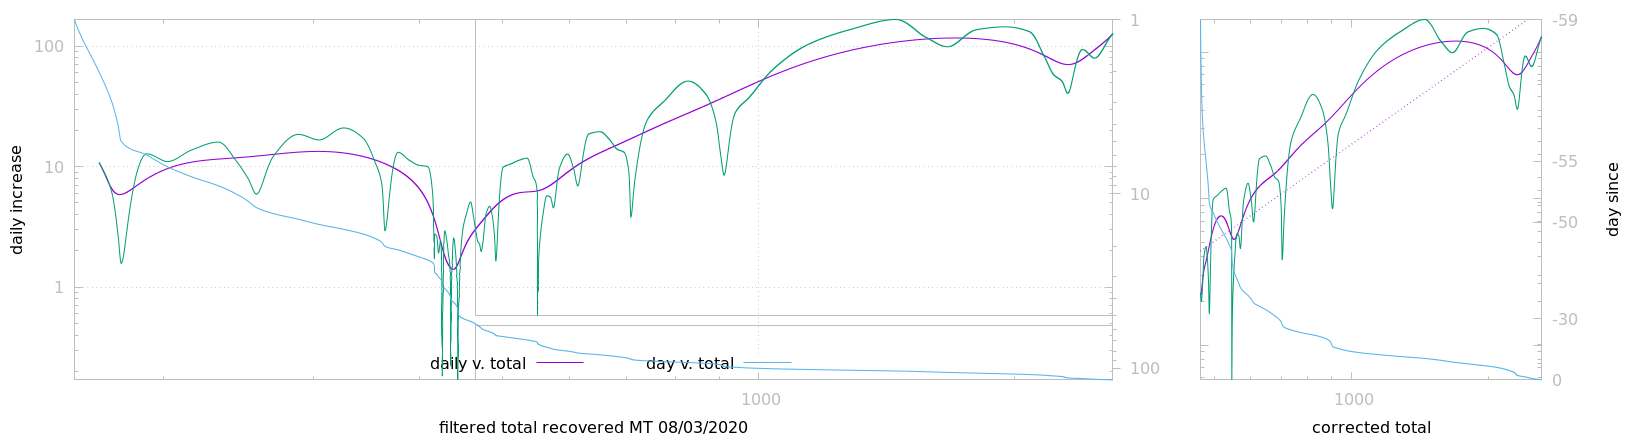 daily increase
100
10
1
daily v. total
day v. total
1
10
100
1000
filtered total recovered MT 08/03/2020
-59
-55
-50
-30
0
day since
1000
corrected total